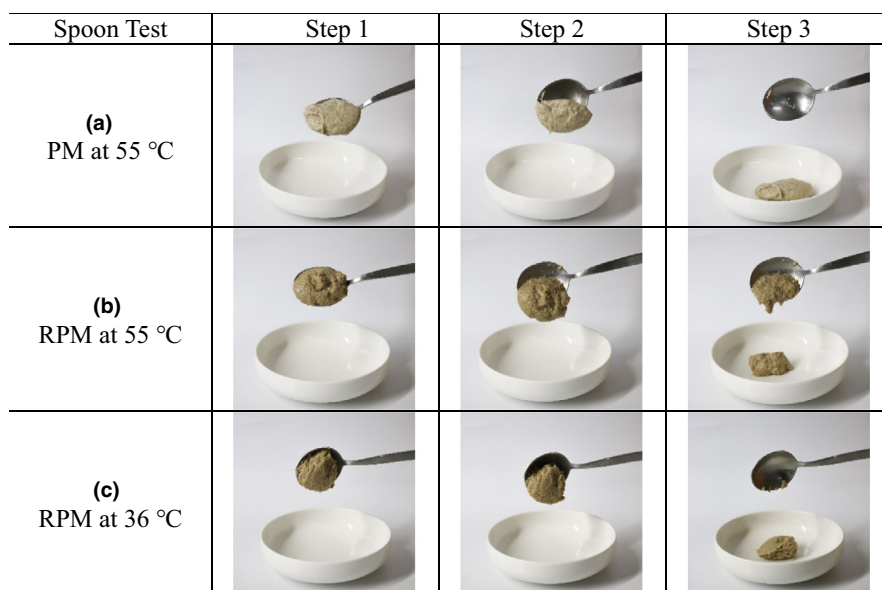 Spoon Test Step 1 Step 2 Step 3
(a)
PM at 55 ℃
(b)
RPM at 55 ℃
(c)
RPM at 36 ℃